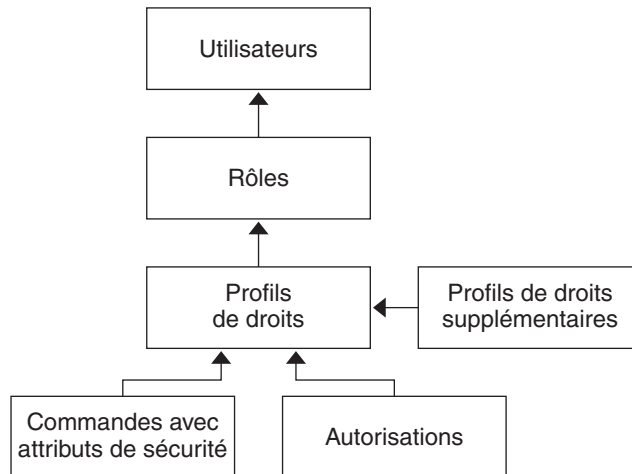 Utilisateurs
Rôles
Profils
de droits
Profils de droits
supplémentaires
Commandes avec
attributs de sécurité
Autorisations